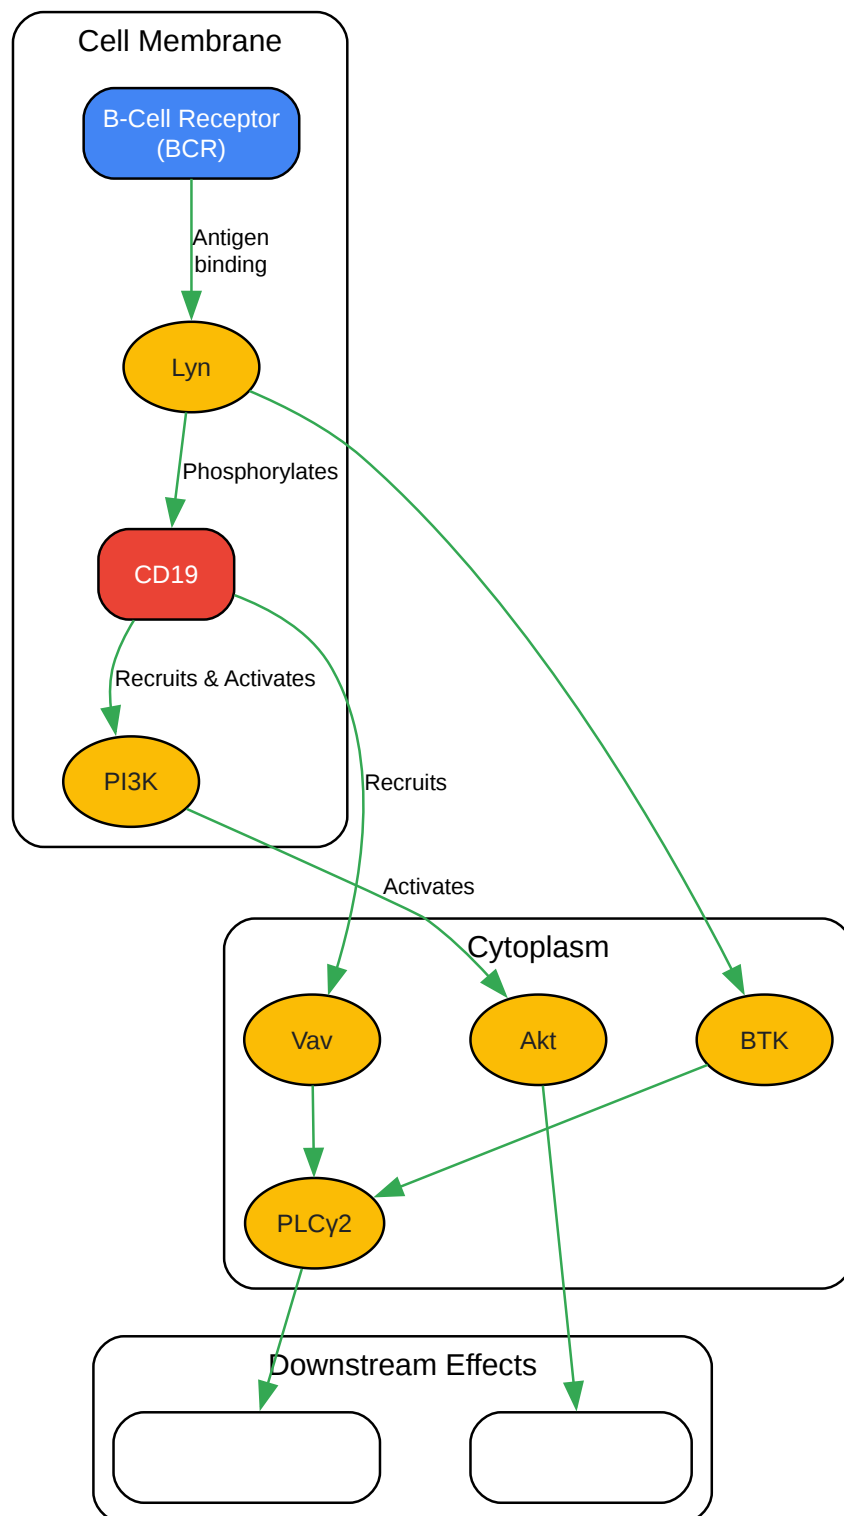 Cell Membrane
B-Cell Receptor
(BCR)
Antigen
binding
Lyn
Phosphorylates
CD19
Recruits & Activates
PI3K
Recruits
Activates
Cytoplasm
Vav
Akt
BTK
PLCγ2
Downstream Effects